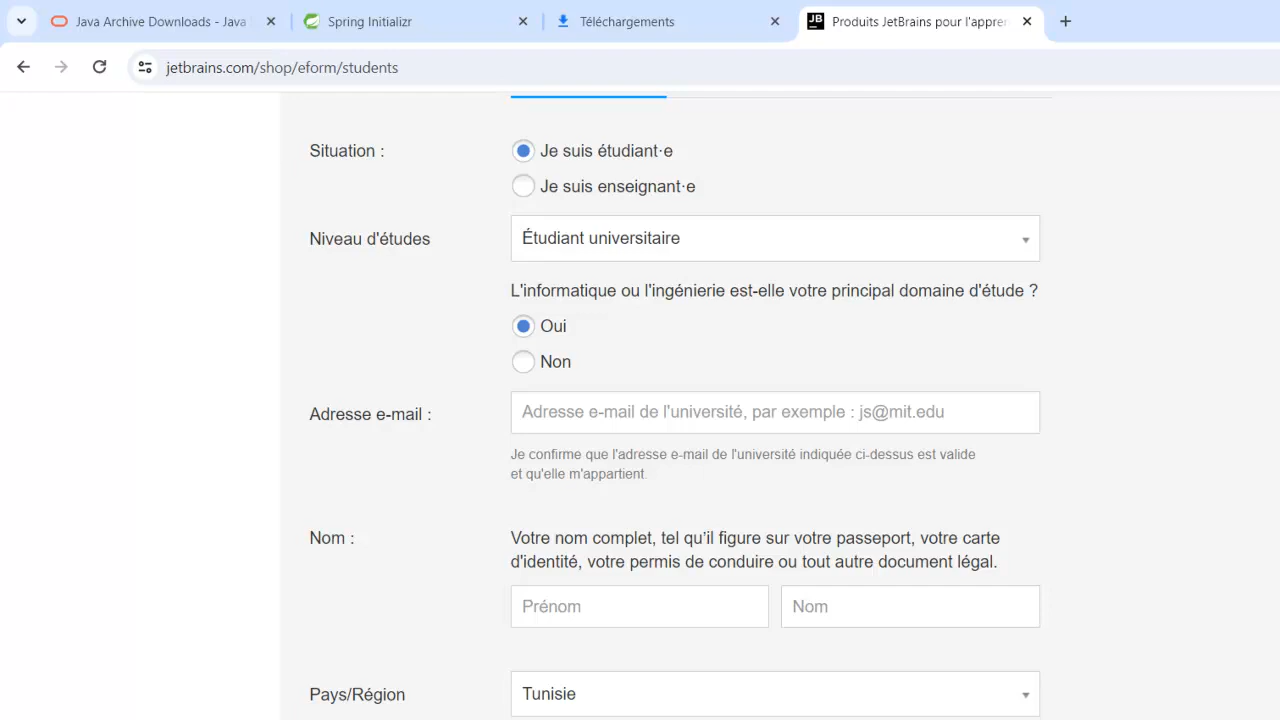 Java Archive Downloads - Java
Spring Initializr
Téléchargements
JB
Produits JetBrains pour l'appre
jetbrains.com/shop/eform/students
Situation :
Je suis étudiant·e
Je suis enseignant·e
Niveau d'études
Étudiant universitaire
L'informatique ou l'ingénierie est-elle votre principal domaine d'étude ?
Oui
Non
Adresse e-mail :
Adresse e-mail de l'université, par exemple : js@mit.edu
Je confirme que l'adresse e-mail de l'université indiquée ci-dessus est valide
et qu'elle m'appartient.
Nom :
Votre nom complet, tel qu’il figure sur votre passeport, votre carte
d'identité, votre permis de conduire ou tout autre document légal.
Prénom
Nom
Pays/Région
Tunisie